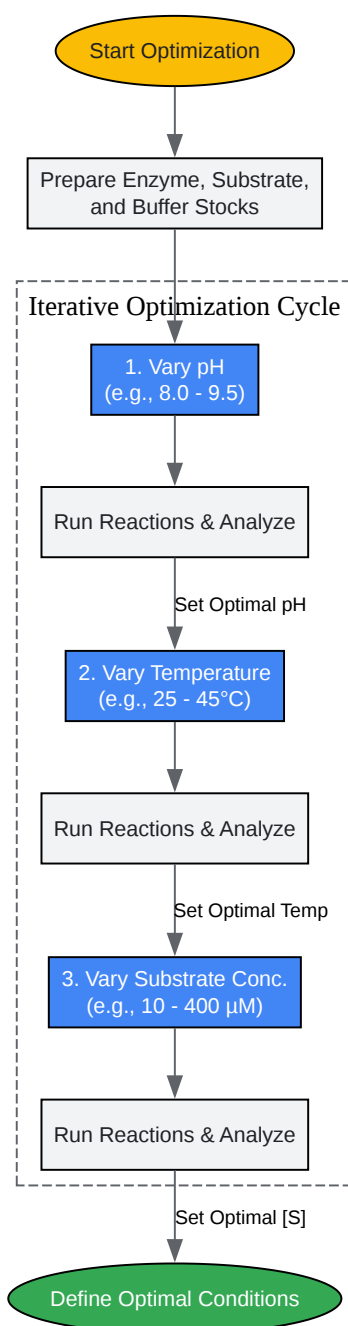 Start Optimization
Prepare Enzyme, Substrate,
and Buffer Stocks
Iterative Optimization Cycle
1. Vary pH
(e.g., 8.0 - 9.5)
Run Reactions & Analyze
Set Optimal pH
2. Vary Temperature
(e.g., 25 - 45°C)
Run Reactions & Analyze
Set Optimal Temp
3. Vary Substrate Conc.
(e.g., 10 - 400 µM)
Run Reactions & Analyze
Set Optimal [S]
Define Optimal Conditions